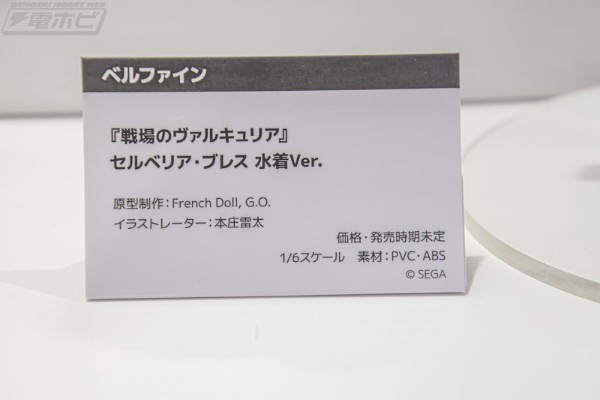 DENGEKI HOBBY WEB
電ホビ
ベルファイン
『戦場のヴァルキュリア』
セルベリア・ブレス 水着Ver.
原型制作：French Doll, G.O.
イラストレーター：本庄雷太
価格・発売時期未定
1/6スケール　素材：PVC・ABS
© SEGA